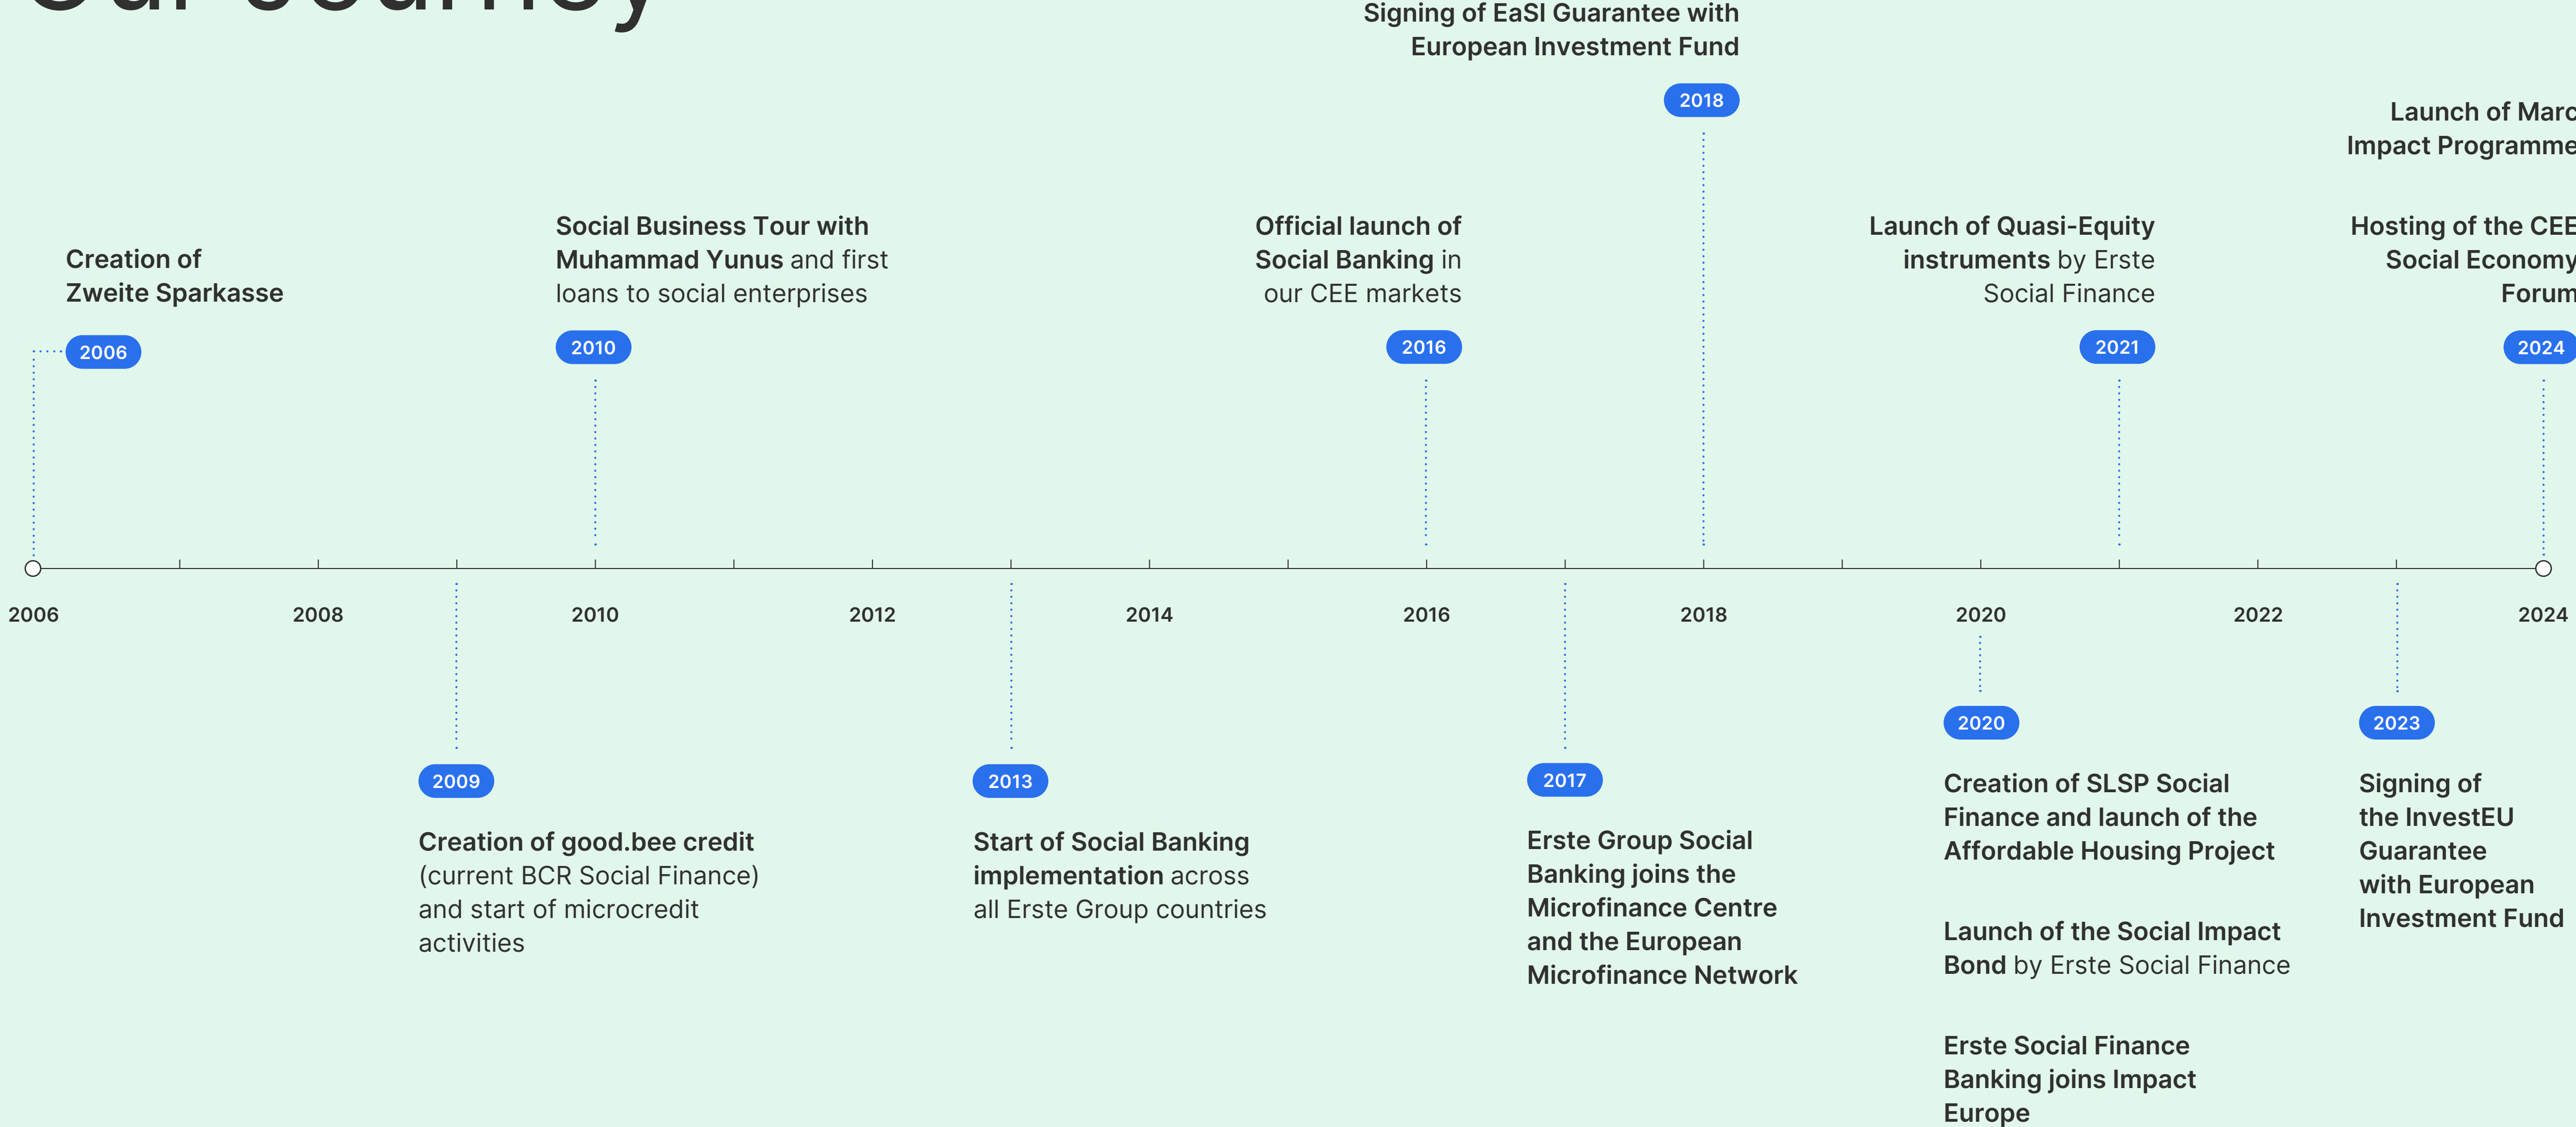 Our Journey
Signing of EaSI Guarantee with
European Investment Fund
2018
Launch of Marc
Impact Programme
Creation of
Zweite Sparkasse
2006
Social Business Tour with
Muhammad Yunus and first
loans to social enterprises
2010
Official launch of
Social Banking in
our CEE markets
2016
Launch of Quasi-Equity
instruments by Erste
Social Finance
2021
Hosting of the CEE
Social Economy
Forum
2024
2006
2008
2010
2012
2014
2016
2018
2020
2022
2024
2009
Creation of good.bee credit
(current BCR Social Finance)
and start of microcredit
activities
2013
Start of Social Banking
implementation across
all Erste Group countries
2017
Erste Group Social
Banking joins the
Microfinance Centre
and the European
Microfinance Network
2020
Creation of SLSP Social
Finance and launch of the
Affordable Housing Project
Launch of the Social Impact
Bond by Erste Social Finance
Erste Social Finance
Banking joins Impact
Europe
2023
Signing of
the InvestEU
Guarantee
with European
Investment Fund